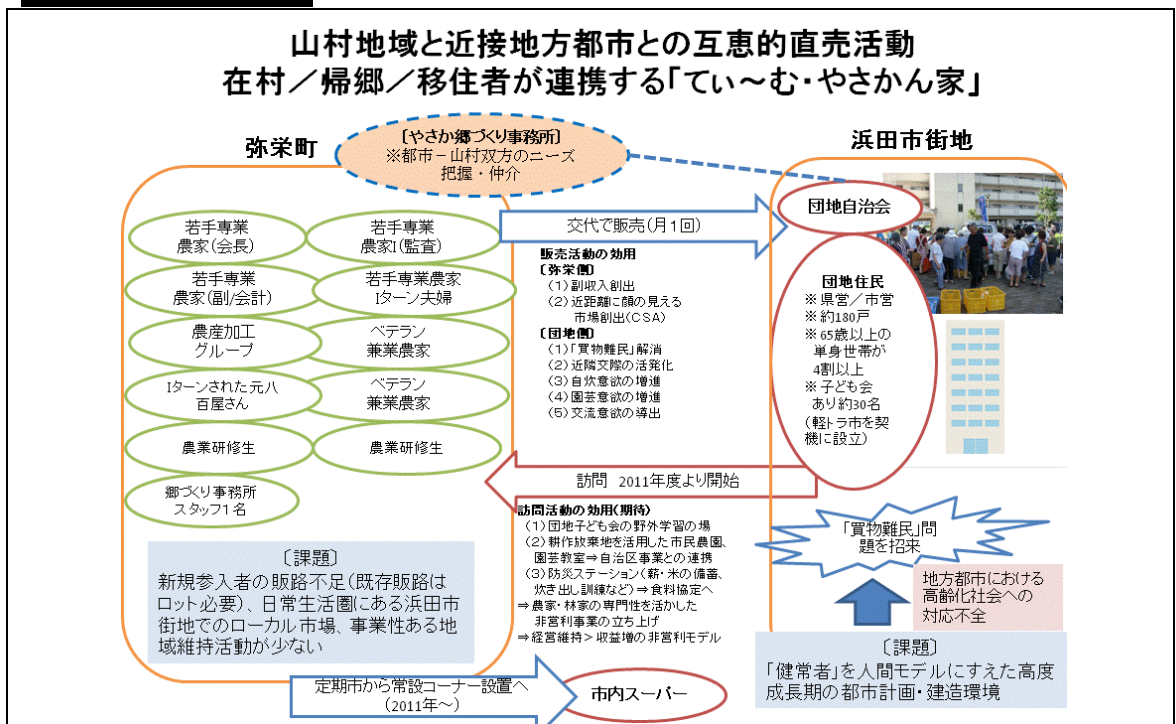 山村地域と近接地方都市との互恵的直売活動
在村／帰郷／移住者が連携する「てぃ～む・やさかん家」
弥栄町
〔やさか郷づくり事務所〕
※都市－山村双方のニーズ
把握・仲介
浜田市街地
若手専業
農家（会長）
若手専業
農家I（監査）
若手専業
農家（副/会計）
若手専業農家
Iターン夫婦
農産加工
グループ
ベテラン
兼業農家
Iターンされた元八
百屋さん
ベテラン
兼業農家
農業研修生
農業研修生
郷づくり事務所
スタッフ1名
〔課題〕
新規参入者の販路不足（既存販路は
ロット必要）、日常生活圏にある浜田市
街地でのローカル市場、事業性ある地
域維持活動が少ない
交代で販売（月1回）
販売活動の効用
〔弥栄側〕
（1）副収入創出
（2）近距離に顔の見える
市場創出（CSA）
〔団地側〕
（1）「買物難民」解消
（2）近隣交際の活発化
（3）自炊意欲の増進
（4）園芸意欲の増進
（5）交流意欲の導出
訪問 2011年度より開始
訪問活動の効用（期待）
（1）団地子ども会の野外学習の場
（2）耕作放棄地を活用した市民農園、
園芸教室⇒自治区事業との連携
（3）防災ステーション（薪・米の備蓄、
炊き出し訓練など）⇒食料協定へ
⇒農家・林家の専門性を活かした
非営利事業の立ち上げ
⇒経営維持＞収益増の非営利モデル
定期市から常設コーナー設置へ
（2011年～）
市内スーパー
団地自治会
団地住民
※県営／市営
※約180戸
※65歳以上の
単身世帯が
4割以上
※子ども会
あり約30名
（軽トラ市を契
機に設立）
「買物難民」問
題を招来
地方都市における
高齢化社会への
対応不全
〔課題〕
「健常者」を人間モデルにすえた高度
成長期の都市計画・建造環境